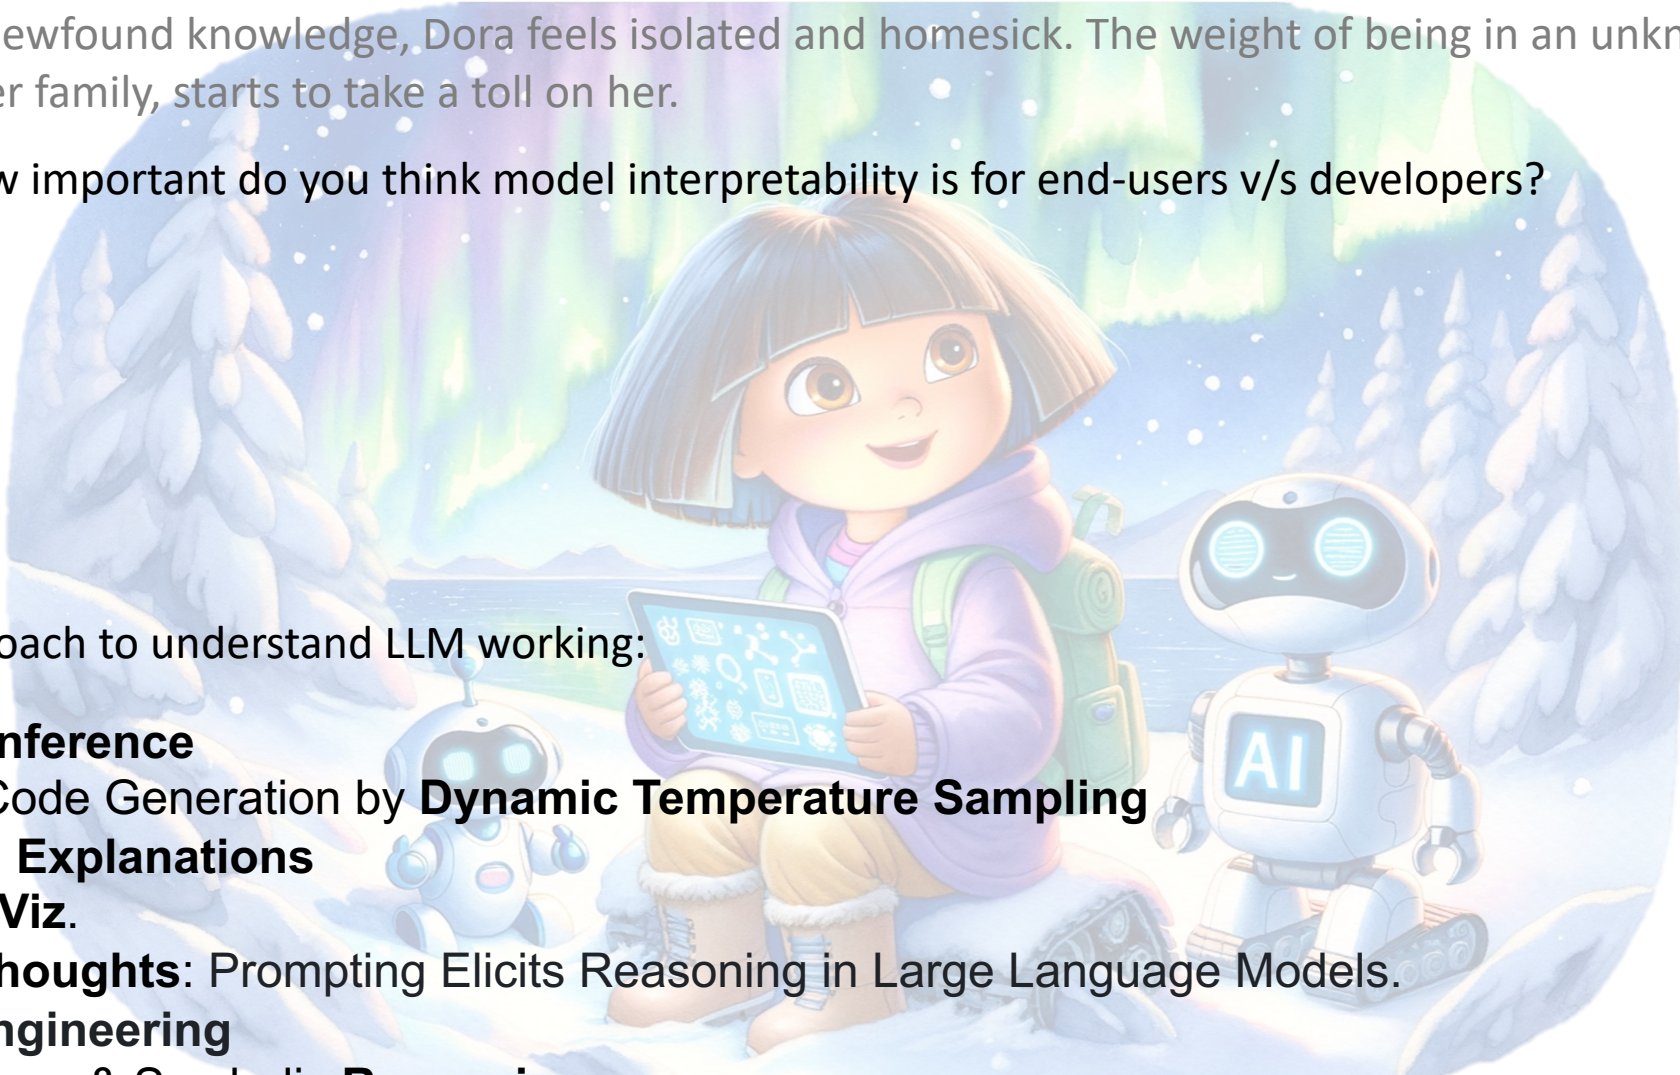 ewfound knowledge, Dora feels isolated and homesick. The weight of being in an unkn
er family, starts to take a toll on her.
w important do you think model interpretability is for end-users v/s developers?
oach to understand LLM working:
nference
Code Generation by Dynamic Temperature Sampling
Explanations
Viz.
houghts: Prompting Elicits Reasoning in Large Language Models.
ngineering
&
AI